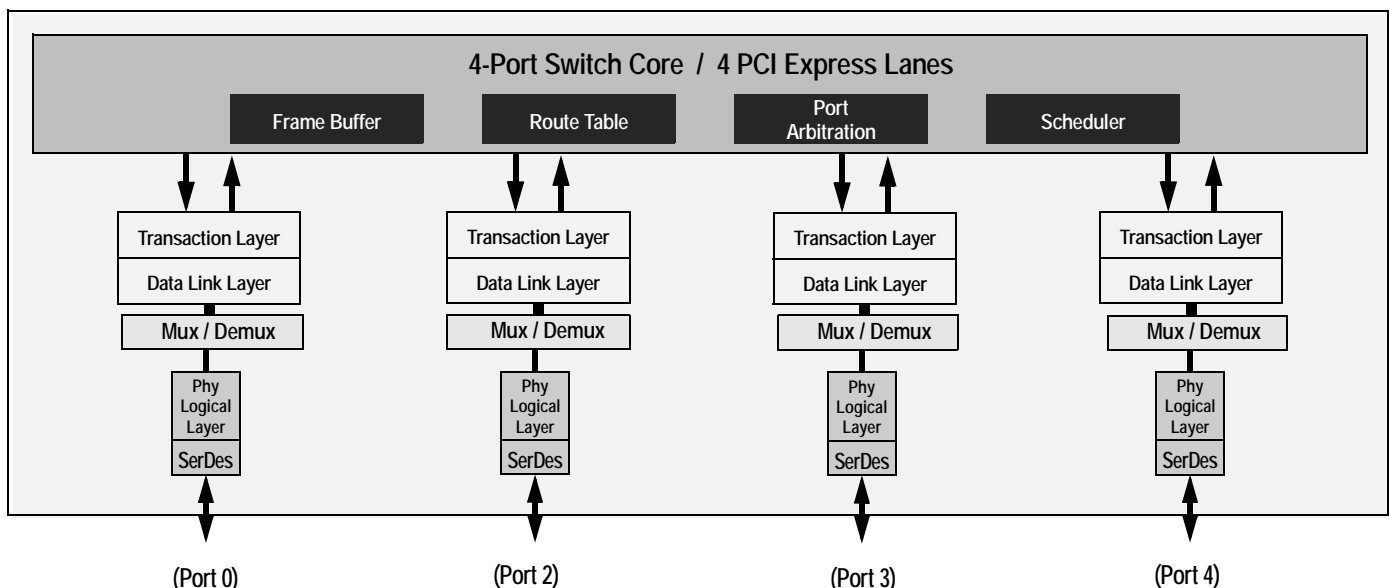 4-Port Switch Core / 4 PCI Express Lanes
Frame Buffer
Route Table
Port
Arbitration
Scheduler
Transaction Layer
Data Link Layer
Mux / Demux
Phy
Logical
Layer
SerDes
(Port 0)
Transaction Layer
Data Link Layer
Mux / Demux
Phy
Logical
Layer
SerDes
(Port 2)
Transaction Layer
Data Link Layer
Mux / Demux
Phy
Logical
Layer
SerDes
(Port 3)
Transaction Layer
Data Link Layer
Mux / Demux
Phy
Logical
Layer
SerDes
(Port 4)